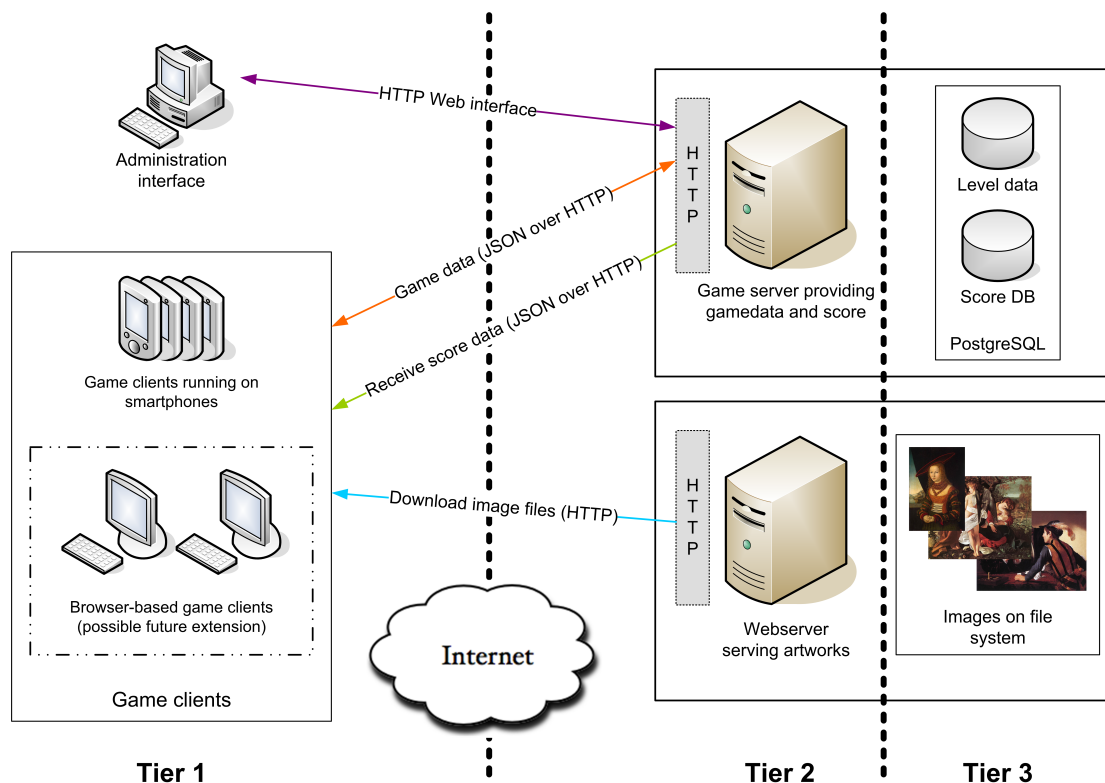 Administration
interface
HTTP Web interface
Game data (JSON over HTTP)
Receive score data (JSON over HTTP)
Download image files (HTTP)
Game clients running on
smartphones
Browser-based game clients
(possible future extension)
Game clients
Internet
H
T
T
P
Game server providing
gamedata and score
Level data
Score DB
PostgreSQL
H
T
T
P
Webserver
serving artworks
Images on file
system
Tier 1
Tier 2
Tier 3